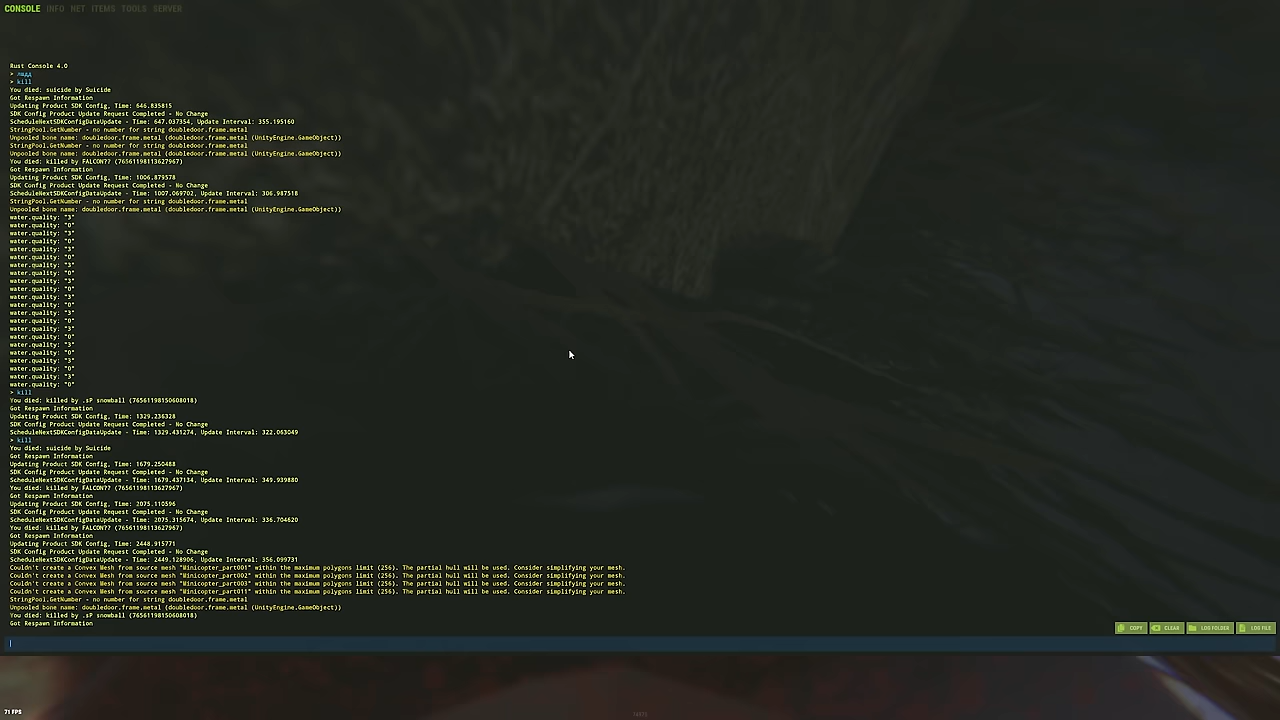 CONSOLE INFO NET ITEMS TOOLS SERVER
Rust Console 4.0
> лшдд
> kill
You died: suicide by Suicide
Got Respawn Information
Updating Product SDK Config, Time: 646.835815
SDK Config Product Update Request Completed - No Change
ScheduleNextSDKConfigDataUpdate - Time: 647.037354, Update Interval: 355.195160
StringPool.GetNumber - no number for string doubledoor.frame.metal
Unpooled bone name: doubledoor.frame.metal (doubledoor.frame.metal (UnityEngine.GameObject))
StringPool.GetNumber - no number for string doubledoor.frame.metal
Unpooled bone name: doubledoor.frame.metal (doubledoor.frame.metal (UnityEngine.GameObject))
You died: killed by FALCON?? (76561198113627967)
Got Respawn Information
Updating Product SDK Config, Time: 1006.879578
SDK Config Product Update Request Completed - No Change
ScheduleNextSDKConfigDataUpdate - Time: 1007.069702, Update Interval: 306.987518
StringPool.GetNumber - no number for string doubledoor.frame.metal
Unpooled bone name: doubledoor.frame.metal (doubledoor.frame.metal (UnityEngine.GameObject))
water.quality: "3"
water.quality: "0"
water.quality: "3"
water.quality: "0"
water.quality: "3"
water.quality: "0"
water.quality: "3"
water.quality: "0"
water.quality: "3"
water.quality: "0"
water.quality: "3"
water.quality: "0"
water.quality: "3"
water.quality: "0"
water.quality: "3"
water.quality: "0"
water.quality: "3"
water.quality: "0"
water.quality: "3"
water.quality: "0"
water.quality: "3"
water.quality: "0"
> kill
You died: killed by .sP snowball (76561198150608018)
Got Respawn Information
Updating Product SDK Config, Time: 1329.236328
SDK Config Product Update Request Completed - No Change
ScheduleNextSDKConfigDataUpdate - Time: 1329.431274, Update Interval: 322.063049
> kill
You died: suicide by Suicide
Got Respawn Information
Updating Product SDK Config, Time: 1679.250488
SDK Config Product Update Request Completed - No Change
ScheduleNextSDKConfigDataUpdate - Time: 1679.437134, Update Interval: 349.939880
You died: killed by FALCON?? (76561198113627967)
Got Respawn Information
Updating Product SDK Config, Time: 2075.110596
SDK Config Product Update Request Completed - No Change
ScheduleNextSDKConfigDataUpdate - Time: 2075.315674, Update Interval: 336.704620
You died: killed by FALCON?? (76561198113627967)
Got Respawn Information
Updating Product SDK Config, Time: 2448.915771
SDK Config Product Update Request Completed - No Change
ScheduleNextSDKConfigDataUpdate - Time: 2449.128906, Update Interval: 356.099731
Couldn't create a Convex Mesh from source mesh "Minicopter_part001" within the maximum polygons limit (256). The partial hull will be used. Consider simplifying your mesh.
Couldn't create a Convex Mesh from source mesh "Minicopter_part002" within the maximum polygons limit (256). The partial hull will be used. Consider simplifying your mesh.
Couldn't create a Convex Mesh from source mesh "Minicopter_part003" within the maximum polygons limit (256). The partial hull will be used. Consider simplifying your mesh.
Couldn't create a Convex Mesh from source mesh "Minicopter_part011" within the maximum polygons limit (256). The partial hull will be used. Consider simplifying your mesh.
StringPool.GetNumber - no number for string doubledoor.frame.metal
Unpooled bone name: doubledoor.frame.metal (doubledoor.frame.metal (UnityEngine.GameObject))
You died: killed by .sP snowball (76561198150608018)
Got Respawn Information
COPY CLEAR LOG FOLDER LOG FILE
71 FPS